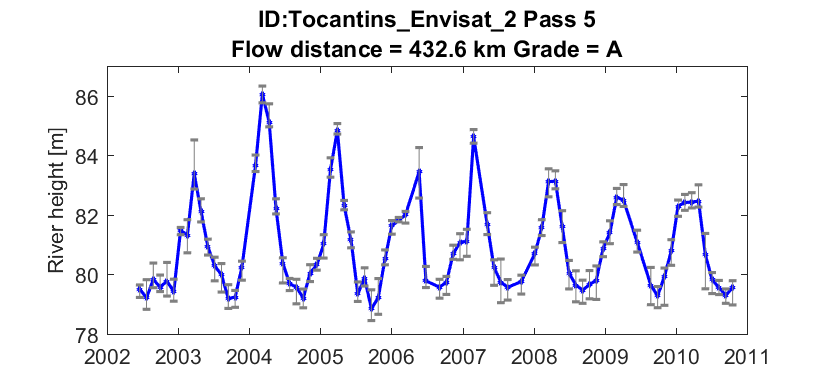 ID:Tocantins_Envisat_2 Pass 5
Flow distance = 432.6 km Grade = A
River height [m]
86
84
82
80
78
2002 2003 2004 2005 2006 2007 2008 2009 2010 2011